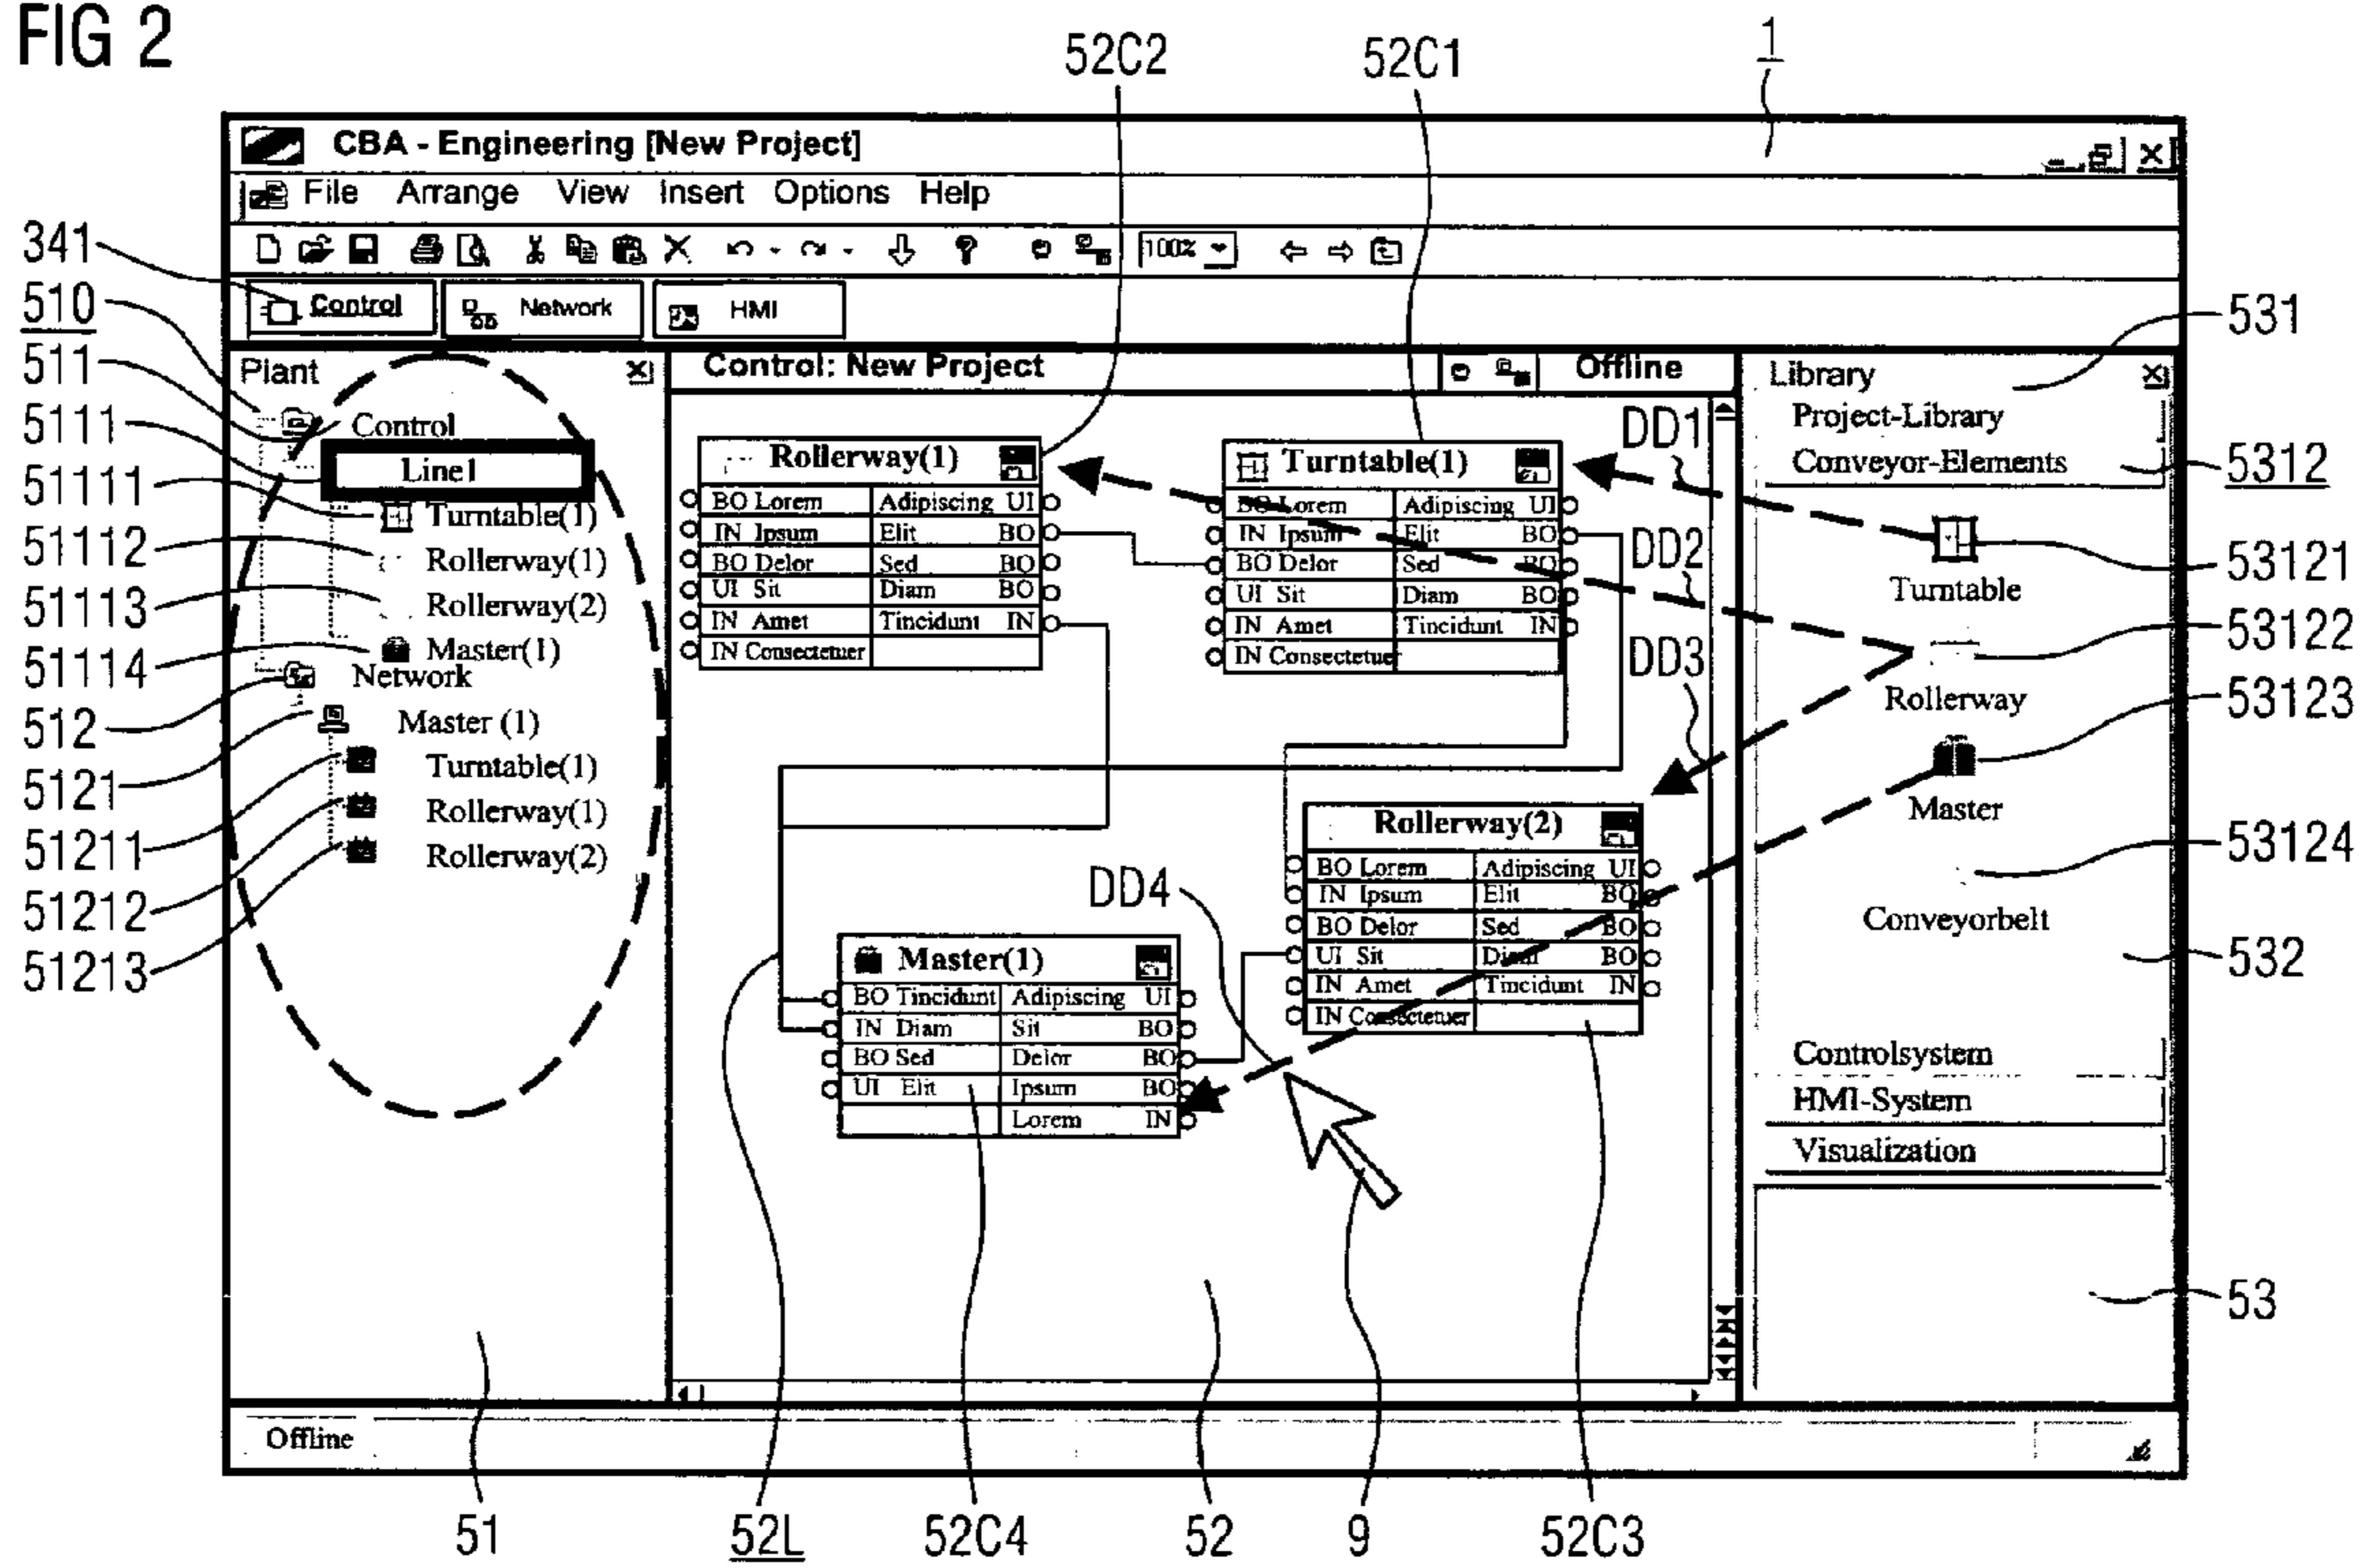 FIG 2
52C2
52C1
1
CBA - Engineering [New Project]
File Arrange View Insert Options Help
341
100%
510
Control
Network
HMI
531
511
Plant
Control: New Project
Offline
Library
5111
Control
DD1
Project-Library
51111
Line1
Rollerway(1)
Turntable(1)
Conveyor-Elements
5312
Turntable(1)
BO Lorem Adipiscing UI
BO Lorem Adipiscing UI
51112
Rollerway(1)
IN Ipsum Elit BO
IN Ipsum Elit BO
DD2
53121
BO Delor Sed BO
BO Delor Sed BO
Turntable
51113
Rollerway(2)
UI Sit Diam BO
UI Sit Diam BO
53122
IN Amet Tincidunt IN
IN Amet Tincidunt IN
51114
Master(1)
IN Consectetuer
IN Consectetuer
DD3
Network
Rollerway
53123
512
Master (1)
5121
Turntable(1)
Master
51211
Rollerway(1)
Rollerway(2)
53124
Rollerway(2)
BO Lorem Adipiscing UI
51212
DD4
IN Ipsum Elit BO
Conveyorbelt
BO Delor Sed BO
51213
Master(1)
UI Sit Diam BO
532
BO Tincidunt Adipiscing UI
IN Amet Tincidunt IN
IN Diam Sit BO
IN Consectetuer
BO Sed Delor BO
Controlsystem
UI Elit Ipsum BO
HMI-System
Lorem IN
Visualization
53
Offline
51
52L
52C4
52
9
52C3